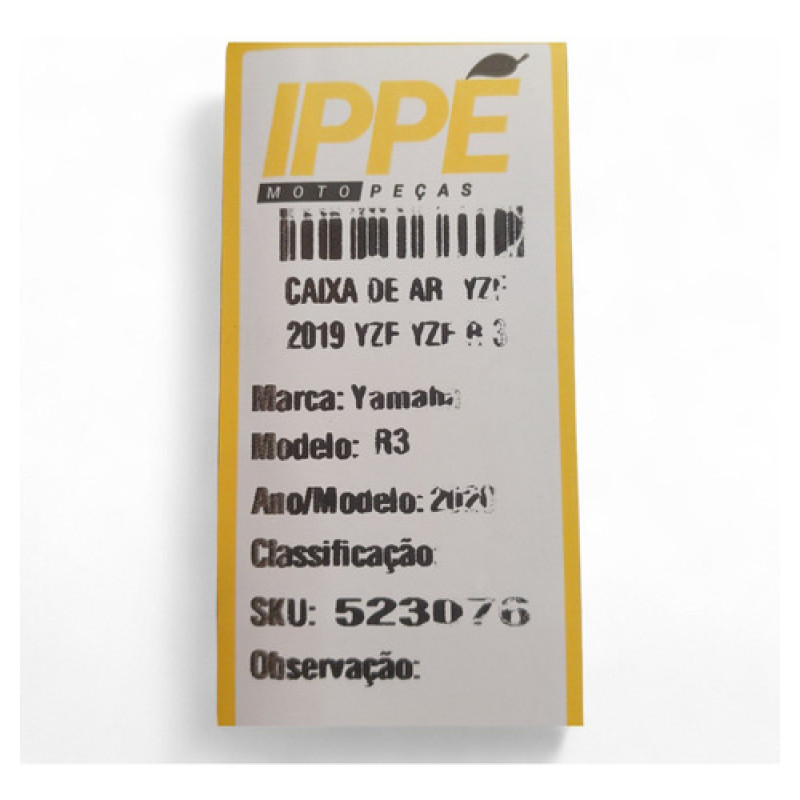 IPPÉ
MOTO PEÇAS
CAIXA DE AR YZF
2019 YZF YZF R 3
Marca: Yamaha
Modelo: R3
Ano/Modelo: 2020
Classificação:
SKU: 523076
Observação: